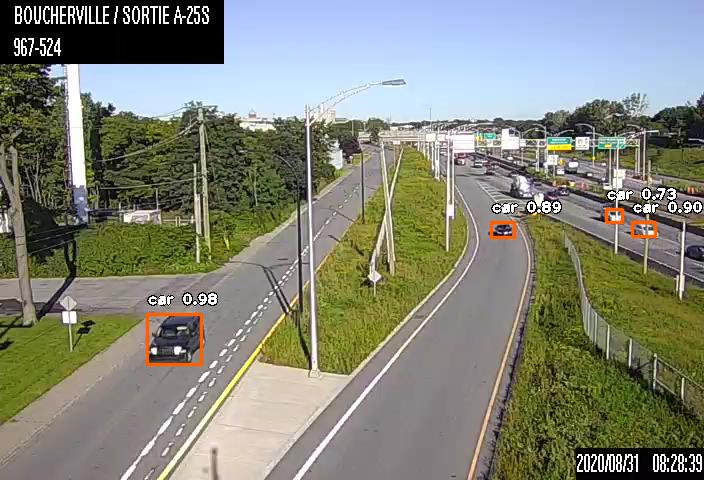 BOUCHERVILLE / SORTIE A-25S
967-524
car 0.89
car 0.73
car 0.90
car 0.98
2020/08/31 08:28:39